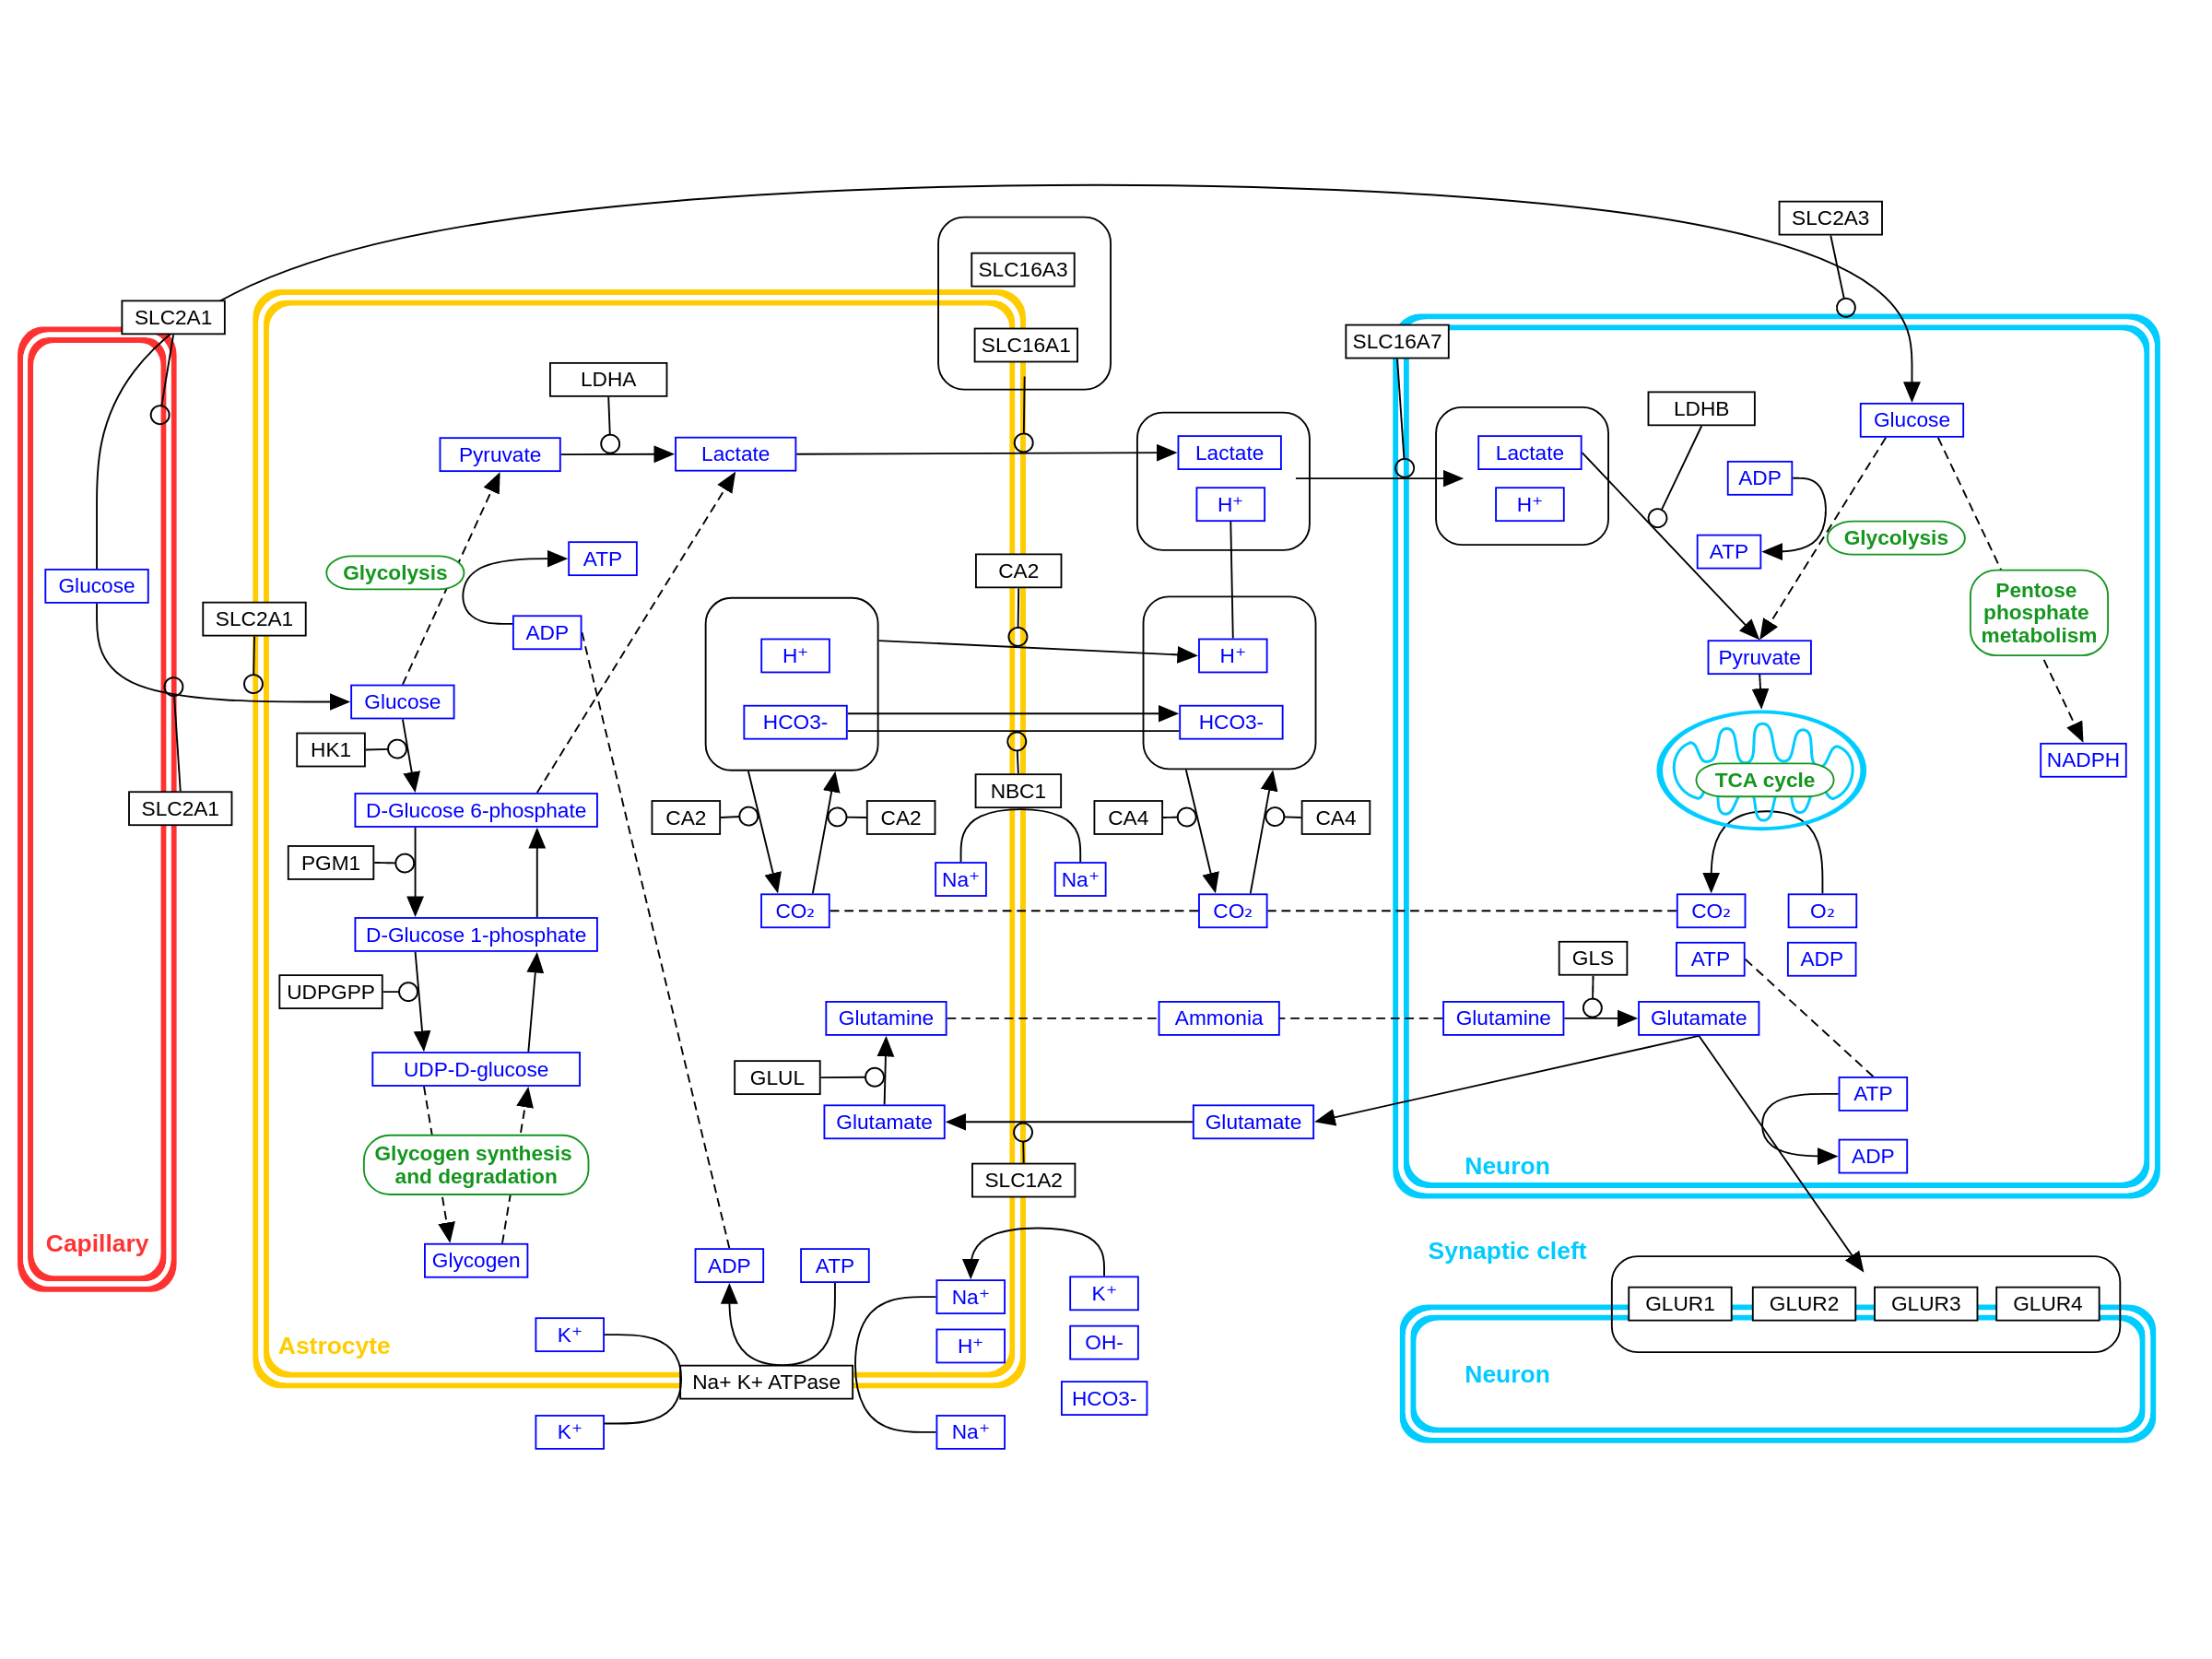 SLC2A3
SLC16A3
SLC2A1
SLC16A1
SLC16A7
LDHA
LDHB
Glucose
Pyruvate
Lactate
Lactate
Lactate
ADP
H⁺
H⁺
Glycolysis
ATP
CA2
ATP
Glycolysis
Glucose
Pentose
phosphate
metabolism
SLC2A1
ADP
H⁺
H⁺
Pyruvate
Glucose
HCO3-
HCO3-
HK1
NADPH
TCA cycle
NBC1
SLC2A1
D-Glucose 6-phosphate
CA2
CA2
CA4
CA4
PGM1
Na⁺
Na⁺
CO₂
CO₂
CO₂
O₂
D-Glucose 1-phosphate
GLS
ATP
ADP
UDPGPP
Glutamine
Ammonia
Glutamine
Glutamate
UDP-D-glucose
GLUL
ATP
Glutamate
Glutamate
Glycogen synthesis
and degradation
ADP
Neuron
SLC1A2
Capillary
Synaptic cleft
Glycogen
ADP
ATP
Na⁺
K⁺
GLUR1
GLUR2
GLUR3
GLUR4
K⁺
Astrocyte
H⁺
OH-
Na+ K+ ATPase
Neuron
HCO3-
K⁺
Na⁺